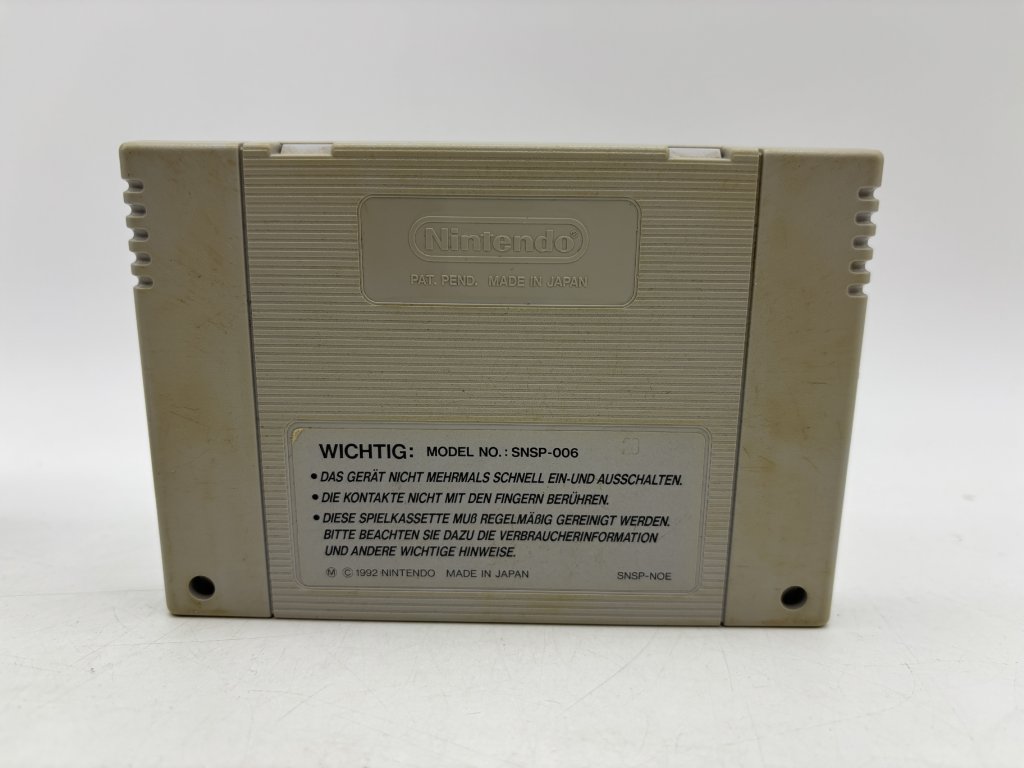 Nintendo®
PAT. PEND. MADE IN JAPAN
WICHTIG: MODEL NO.: SNSP-006
• DAS GERÄT NICHT MEHRMALS SCHNELL EIN-UND AUSSCHALTEN.
• DIE KONTAKTE NICHT MIT DEN FINGERN BERÜHREN.
• DIESE SPIELKASSETTE MUß REGELMÄßIG GEREINIGT WERDEN.
BITTE BEACHTEN SIE DAZU DIE VERBRAUCHERINFORMATION
UND ANDERE WICHTIGE HINWEISE.
Ⓜ © 1992 NINTENDO MADE IN JAPAN SNSP-NOE